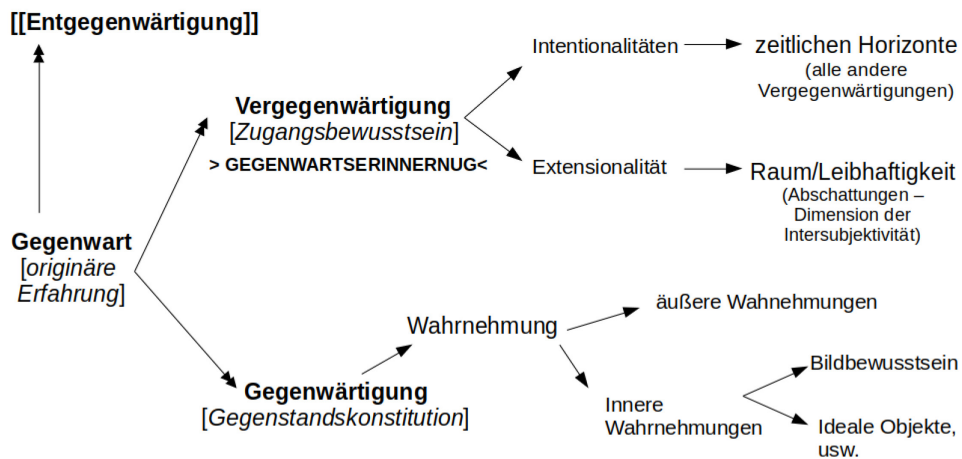 [[Entgegenwärtigung]]
Intentionalitäten
zeitlichen Horizonte
(alle andere
Vergegenwärtigungen)
Vergegenwärtigung
[Zugangsbewusstsein]
> GEGENWARTSERINNERNUG<
Extensionalität
Raum/Leibhaftigkeit
(Abschattungen –
Dimension der
Intersubjektivität)
Gegenwart
[originäre
Erfahrung]
Wahrnehmung
äußere Wahnehmungen
Gegenwärtigung
[Gegenstandskonstitution]
Innere
Wahrnehmungen
Bildbewusstsein
Ideale Objekte,
usw.